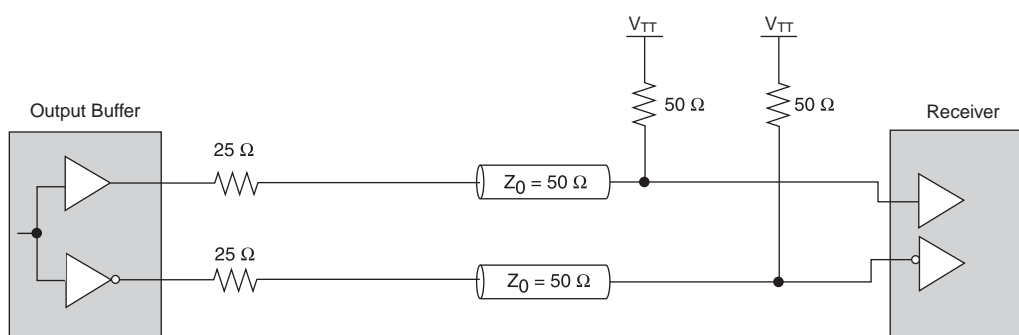 V_TT V_TT
50 Ω 50 Ω
Output Buffer Receiver
25 Ω
Z_0 = 50 Ω
25 Ω
Z_0 = 50 Ω